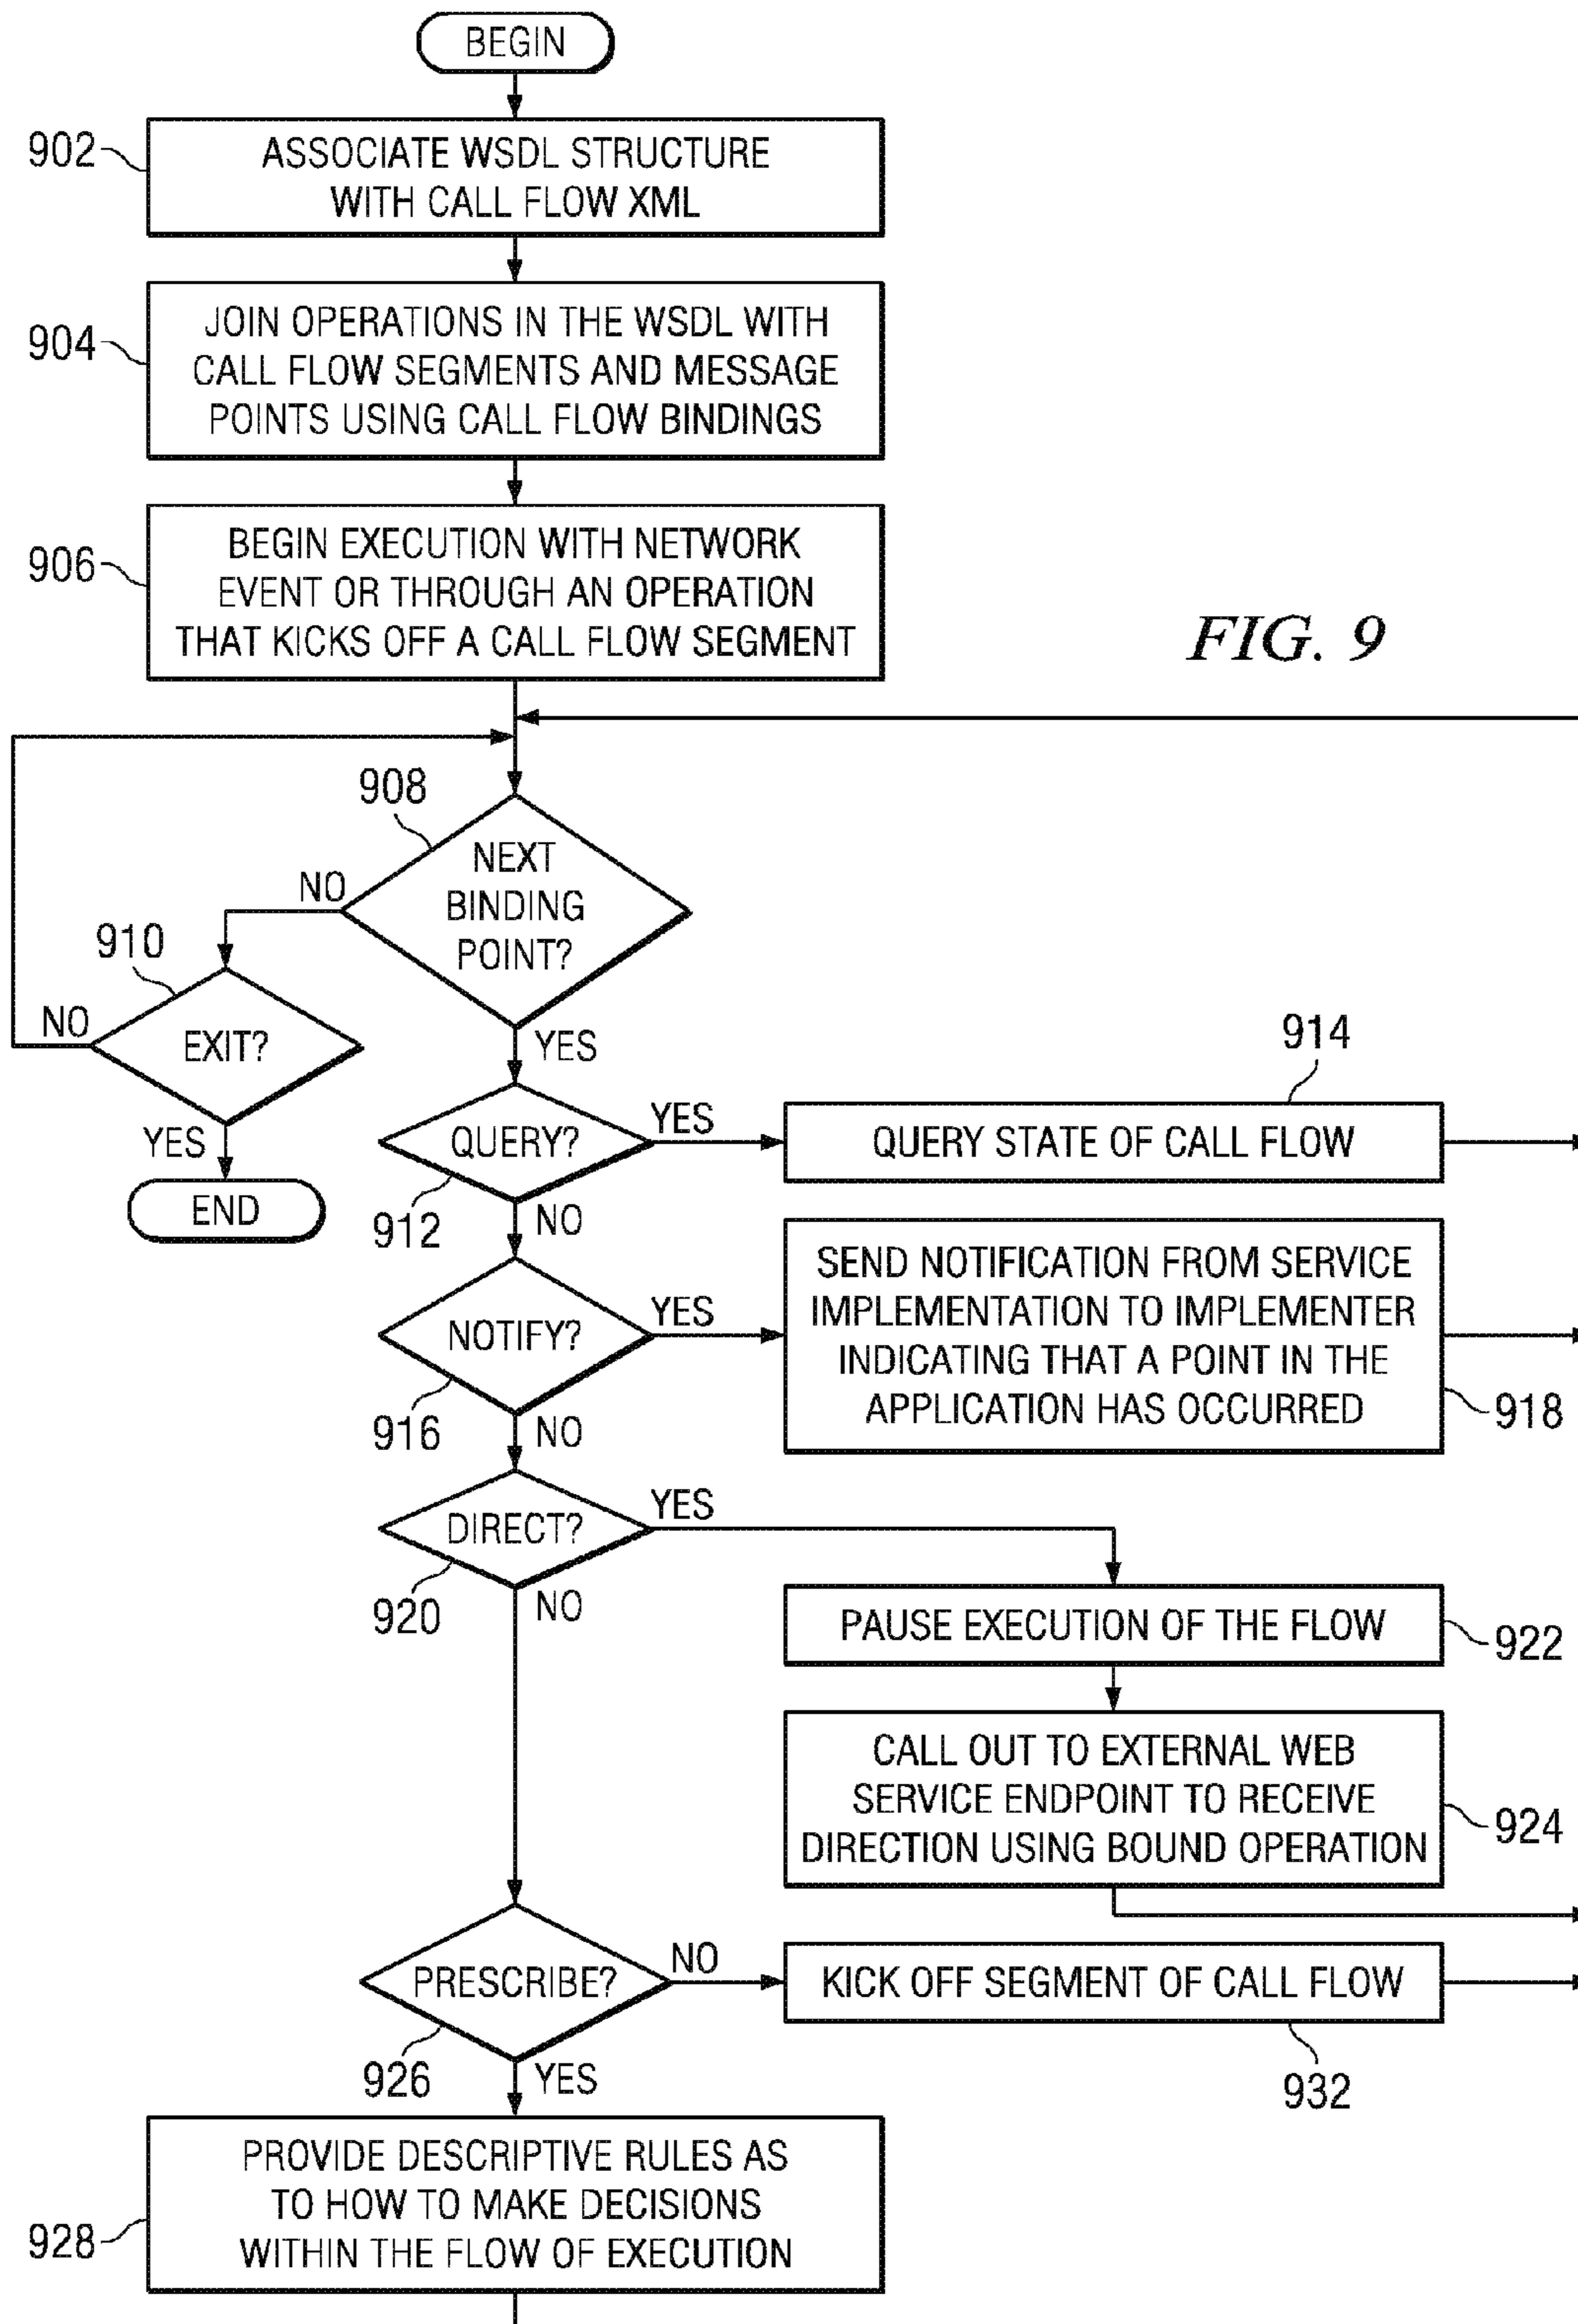 BEGIN
902
ASSOCIATE WSDL STRUCTURE
WITH CALL FLOW XML
904
JOIN OPERATIONS IN THE WSDL WITH
CALL FLOW SEGMENTS AND MESSAGE
POINTS USING CALL FLOW BINDINGS
906
BEGIN EXECUTION WITH NETWORK
EVENT OR THROUGH AN OPERATION
THAT KICKS OFF A CALL FLOW SEGMENT
FIG. 9
908
NEXT
BINDING
POINT?
NO
910
EXIT?
NO
YES
END
YES
QUERY?
912
YES
914
QUERY STATE OF CALL FLOW
NO
NOTIFY?
916
YES
SEND NOTIFICATION FROM SERVICE
IMPLEMENTATION TO IMPLEMENTER
INDICATING THAT A POINT IN THE
APPLICATION HAS OCCURRED
918
NO
DIRECT?
920
YES
PAUSE EXECUTION OF THE FLOW
922
CALL OUT TO EXTERNAL WEB
SERVICE ENDPOINT TO RECEIVE
DIRECTION USING BOUND OPERATION
924
NO
PRESCRIBE?
926
NO
KICK OFF SEGMENT OF CALL FLOW
932
YES
928
PROVIDE DESCRIPTIVE RULES AS
TO HOW TO MAKE DECISIONS
WITHIN THE FLOW OF EXECUTION